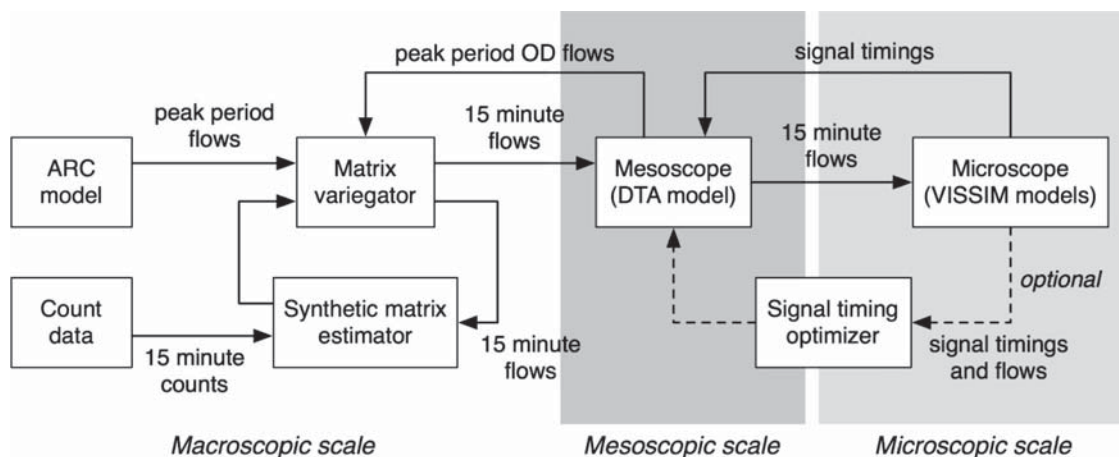 peak period OD flows
signal timings
peak period
flows
15 minute
flows
15 minute
flows
ARC
model
Matrix
variegator
Mesoscope
(DTA model)
Microscope
(VISSIM models)
optional
Count
data
Synthetic matrix
estimator
Signal timing
optimizer
15 minute
counts
15 minute
flows
signal timings
and flows
Macroscopic scale
Mesoscopic scale
Microscopic scale